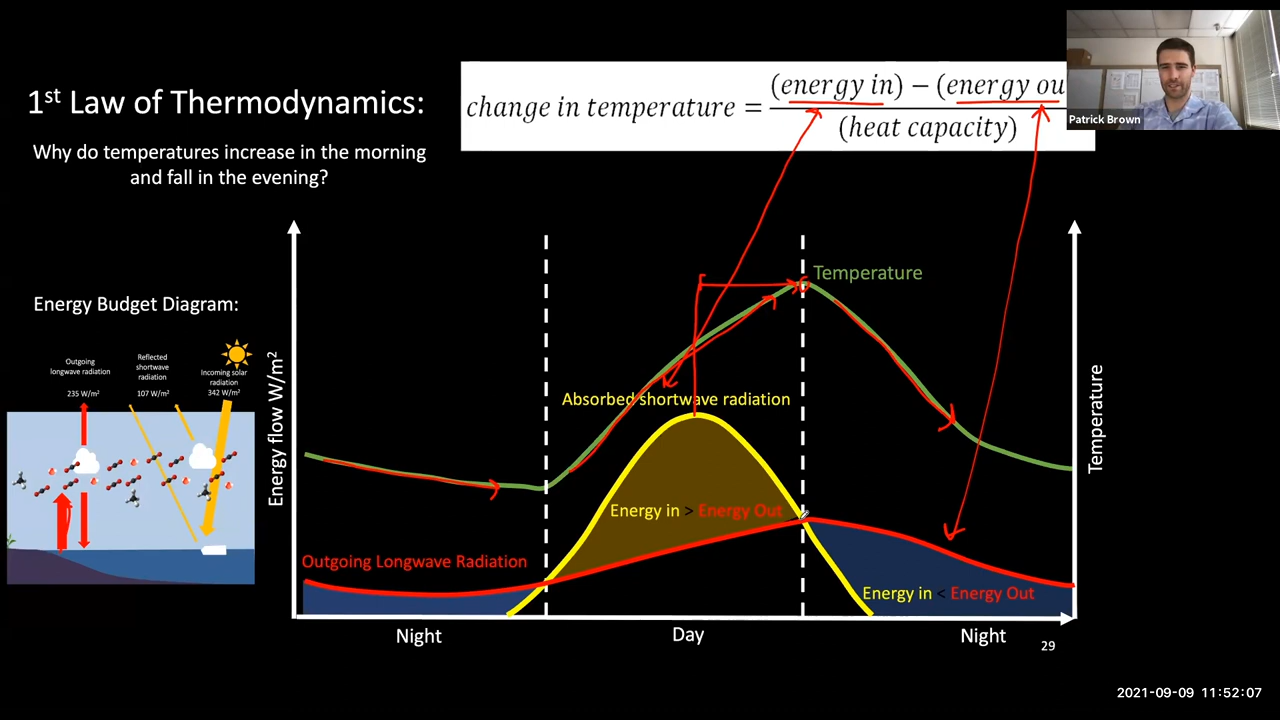 1st Law of Thermodynamics:
Why do temperatures increase in the morning
and fall in the evening?
change in temperature = (energy in) − (energy ou
(heat capacity)
Patrick Brown
Temperature
Energy Budget Diagram:
Outgoing
longwave radiation
235 W/m²
Reflected
shortwave
radiation
107 W/m²
Incoming solar
radiation
342 W/m²
Energy flow W/m²
Absorbed shortwave radiation
Energy in > Energy Out
Outgoing Longwave Radiation
Energy in < Energy Out
Temperature
Night
Day
Night
29
2021-09-09 11:52:07